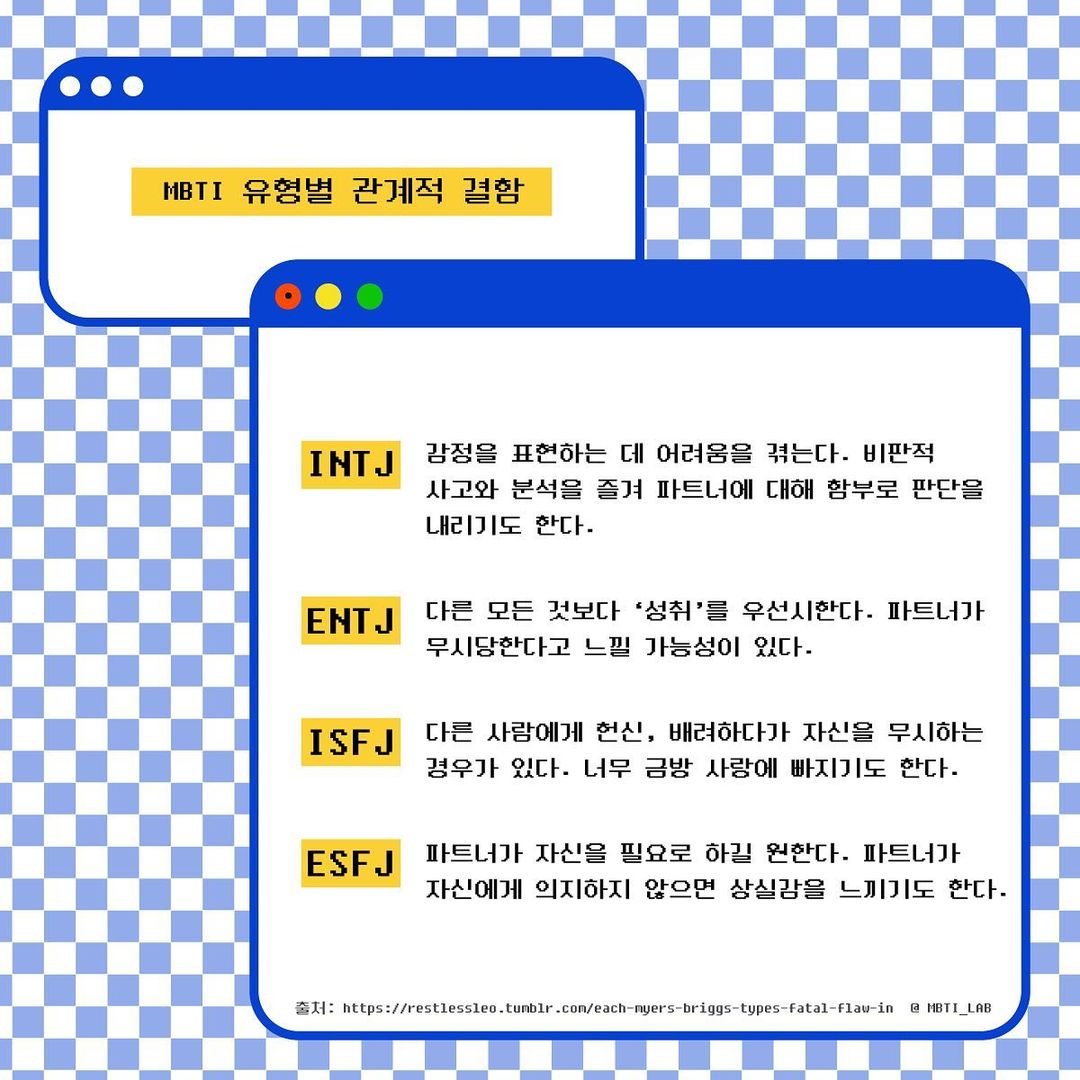 MBTI 유형별 관계적 결함
INTJ
감정을 표현하는 데 어려움을 겪는다. 비판적
사고와 분석을 즐겨 파트너에 대해 함부로 판단을
내리기도 한다.
ENTJ
다른 모든 것보다 ‘성취’를 우선시한다. 파트너가
무시당한다고 느낄 가능성이 있다.
ISFJ
다른 사람에게 헌신, 배려하다가 자신을 무시하는
경우가 있다. 너무 금방 사랑에 빠지기도 한다.
ESFJ
파트너가 자신을 필요로 하길 원한다. 파트너가
자신에게 의지하지 않으면 상실감을 느끼기도 한다.
출처: https://restlessleo.tumblr.com/each-myers-briggs-types-fatal-flaw-in @ MBTI_LAB